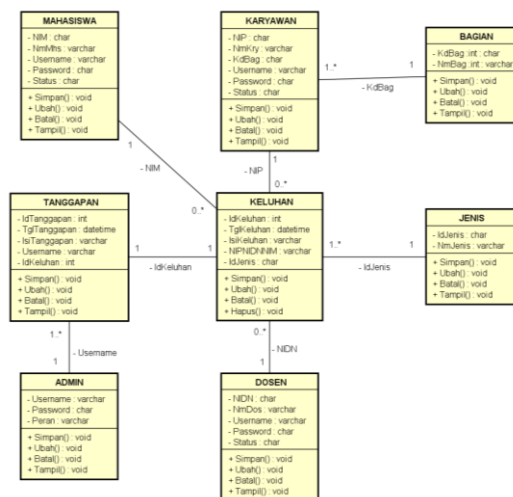 MAHASISWA
- NIM : char
- NmMhs : varchar
- Username : varchar
- Password : char
- Status : char
+ Simpan() : void
+ Ubah() : void
+ Batal() : void
+ Tampil() : void
KARYAWAN
- NIP : char
- NmKry : varchar
- KdBag : char
- Username : varchar
- Password : varchar
- Status : char
+ Simpan() : void
+ Ubah() : void
+ Batal() : void
+ Tampil() : void
BAGIAN
- KdBag :int : char
- NmBag :int : varchar
+ Simpan() : void
+ Ubah() : void
+ Batal() : void
+ Tampil() : void
1..*
1
- KdBag
1
- NIM
0..*
1
- NIP
0..*
TANGGAPAN
- IdTanggapan : int
- TglTanggapan : datetime
- IsiTanggapan : varchar
- Username : varchar
- IdKeluhan : int
+ Simpan() : void
+ Ubah() : void
+ Batal() : void
+ Tampil() : void
1
1
- IdKeluhan
KELUHAN
- IdKeluhan : int
- TglKeluhan : datetime
- IsiKeluhan : varchar
- NIPNIDNNIM : varchar
- IdJenis : char
+ Simpan() : void
+ Ubah() : void
+ Batal() : void
+ Hapus() : void
1..*
1
- IdJenis
JENIS
- IdJenis : char
- NmJenis : varchar
+ Simpan() : void
+ Ubah() : void
+ Batal() : void
+ Tampil() : void
1..*
- Username
1
0..*
- NIDN
1
ADMIN
- Username : varchar
- Password : char
- Peran : varchar
+ Simpan() : void
+ Ubah() : void
+ Batal() : void
+ Tampil() : void
DOSEN
- NIDN : char
- NmDos : varchar
- Username : varchar
- Password : char
- Status : char
+ Simpan() : void
+ Ubah() : void
+ Batal() : void
+ Tampil() : void